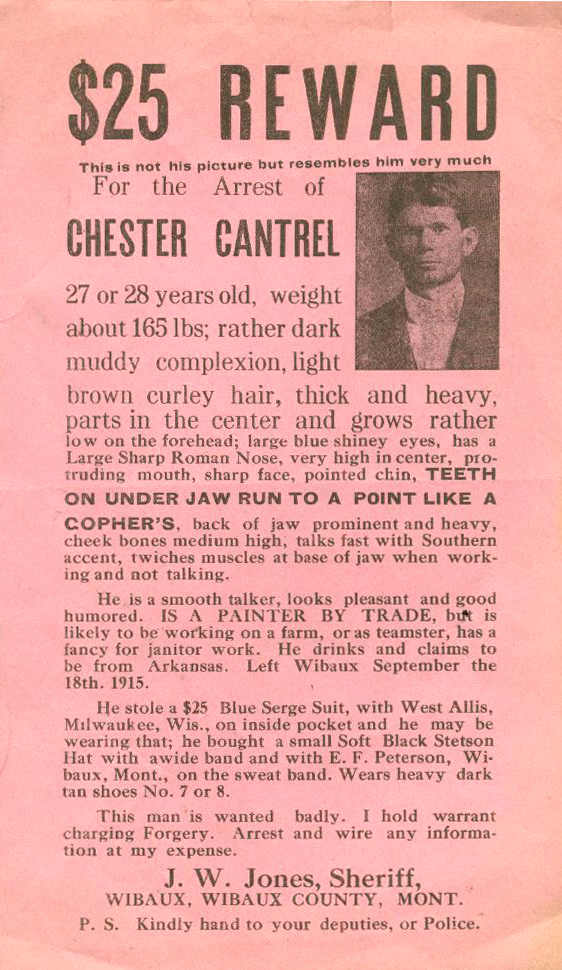 $25 REWARD
This is not his picture but resembles him very much
For the Arrest of
CHESTER CANTREL
27 or 28 years old, weight
about 165 lbs; rather dark
muddy complexion, light
brown curley hair, thick and heavy,
parts in the center and grows rather
low on the forehead; large blue shiney eyes, has a
Large Sharp Roman Nose, very high in center, pro-
truding mouth, sharp face, pointed chin, TEETH
ON UNDER JAW RUN TO A POINT LIKE A
GOPHER'S, back of jaw prominent and heavy,
cheek bones medium high, talks fast with Southern
accent, twiches muscles at base of jaw when work-
ing and not talking.
He is a smooth talker, looks pleasant and good
humored. IS A PAINTER BY TRADE, but is
likely to be working on a farm, or as teamster, has a
fancy for janitor work. He drinks and claims to
be from Arkansas. Left Wibaux September the
18th. 1915.
He stole a $25 Blue Serge Suit, with West Allis,
Milwaukee, Wis., on inside pocket and he may be
wearing that; he bought a small Soft Black Stetson
Hat with awide band and with E. F. Peterson, Wi-
baux, Mont., on the sweat band. Wears heavy dark
tan shoes No. 7 or 8.
This man is wanted badly. I hold warrant
charging Forgery. Arrest and wire any informa-
tion at my expense.
J. W. Jones, Sheriff,
WIBAUX, WIBAUX COUNTY, MONT.
P. S. Kindly hand to your deputies, or Police.